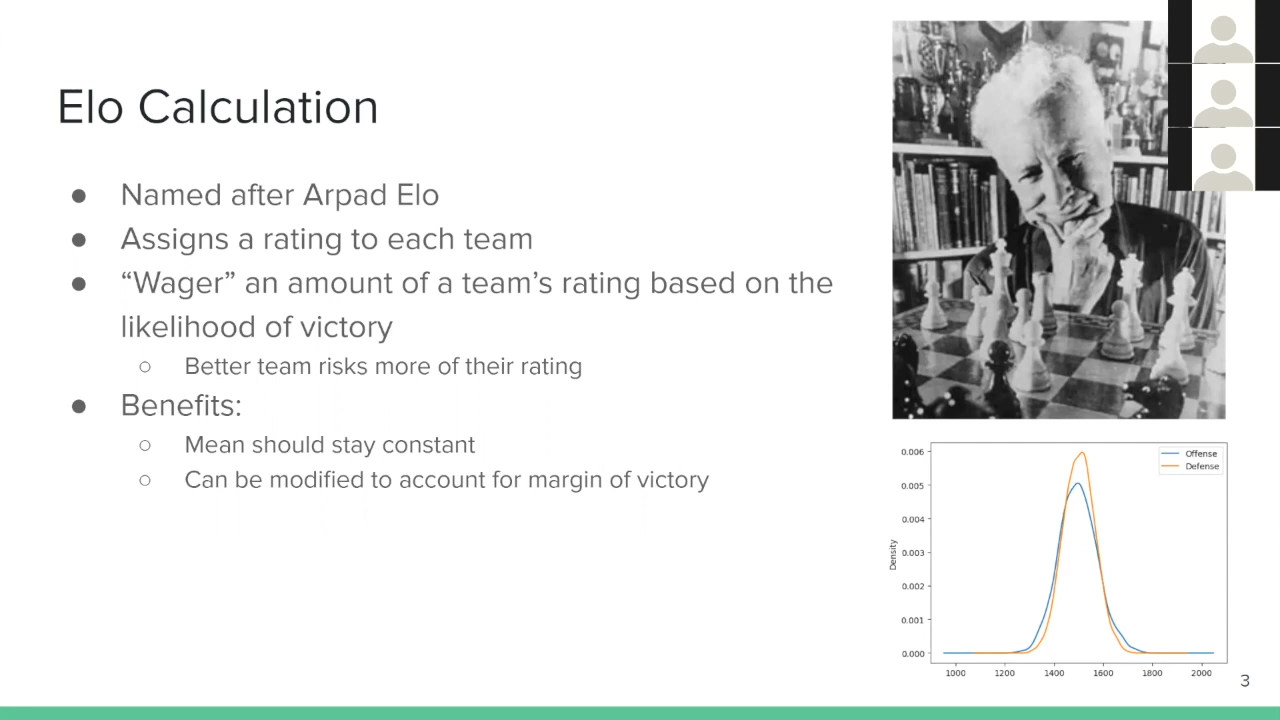 Elo Calculation
● Named after Arpad Elo
● Assigns a rating to each team
● “Wager” an amount of a team’s rating based on the
likelihood of victory
○ Better team risks more of their rating
● Benefits:
○ Mean should stay constant
○ Can be modified to account for margin of victory
Offense
Defense
Density
0.006
0.005
0.004
0.003
0.002
0.001
0.000
1000 1200 1400 1600 1800 2000
3